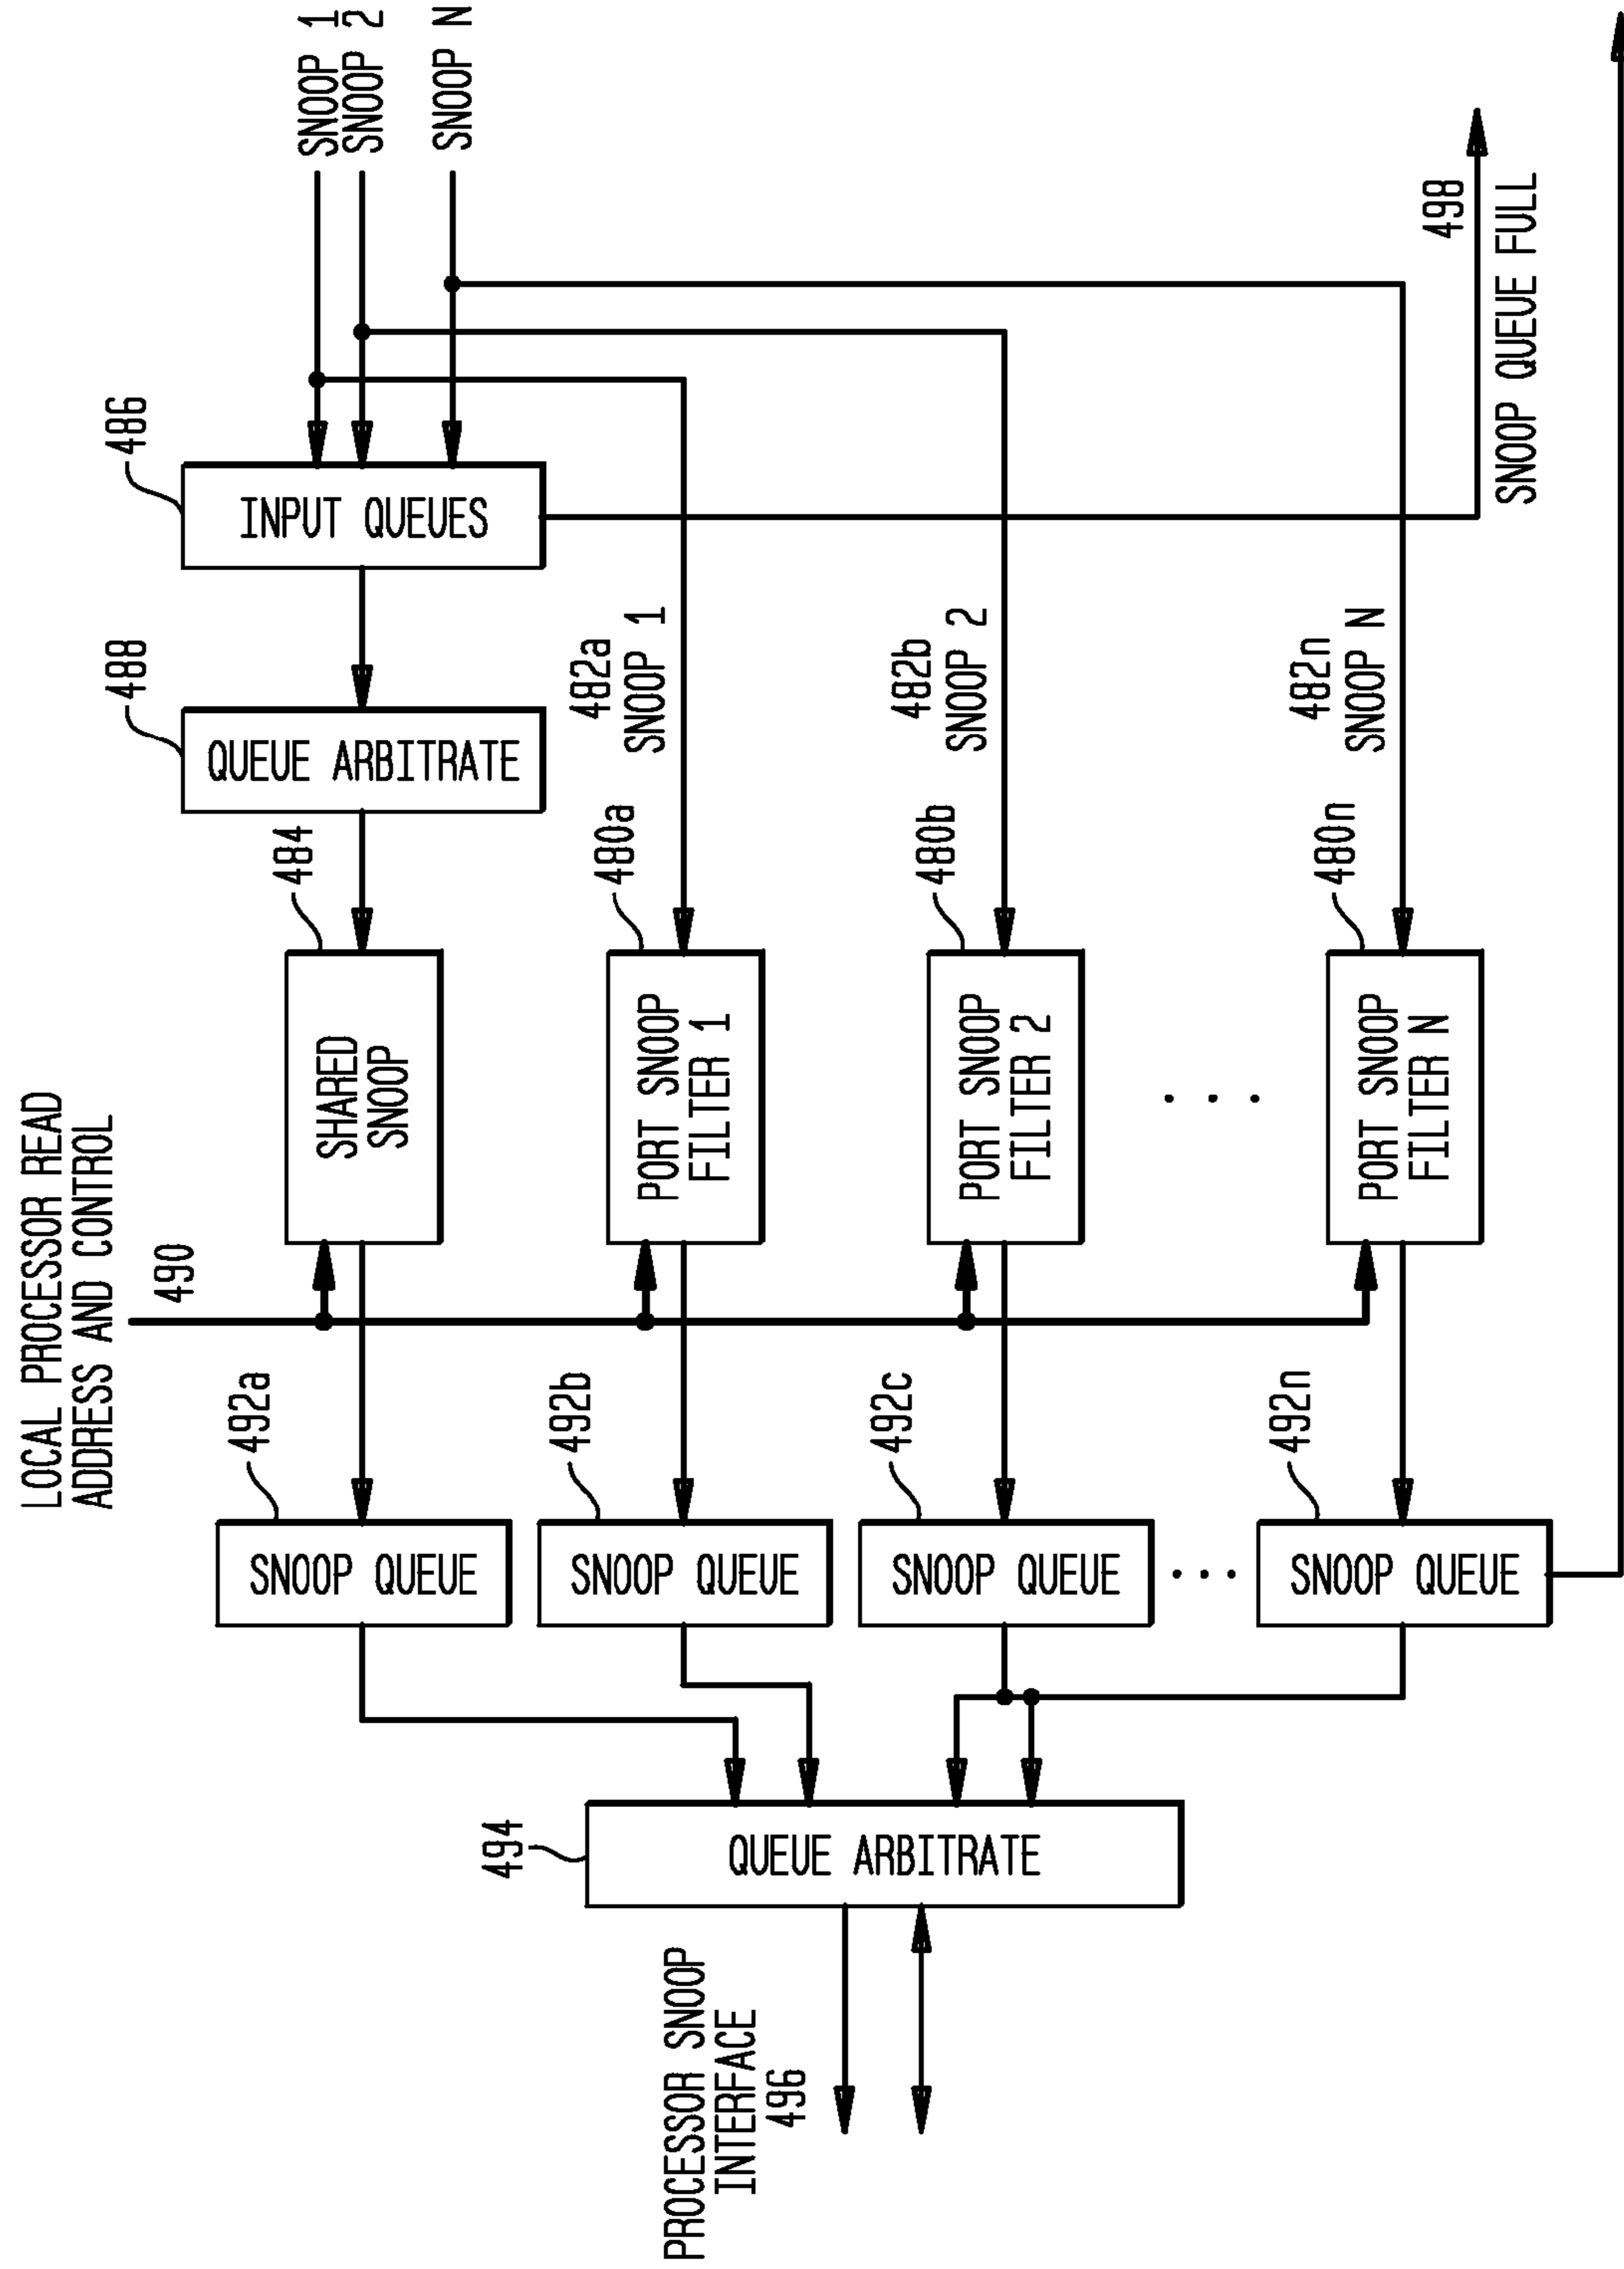 LOCAL PROCESSOR READ
ADDRESS AND CONTROL
490
492a
484
488
486
SNOOP 1
SNOOP 2
SNOOP N
SNOOP QUEUE
SHARED
SNOOP
QUEUE ARBITRATE
INPUT QUEUES
492b
480a
482a
SNOOP 1
SNOOP QUEUE
PORT SNOOP
FILTER 1
494
QUEUE ARBITRATE
PROCESSOR SNOOP
INTERFACE
496
492c
480b
482b
SNOOP 2
SNOOP QUEUE
PORT SNOOP
FILTER 2
. . .
. . .
492n
480n
482n
SNOOP N
SNOOP QUEUE
PORT SNOOP
FILTER N
498
SNOOP QUEUE FULL